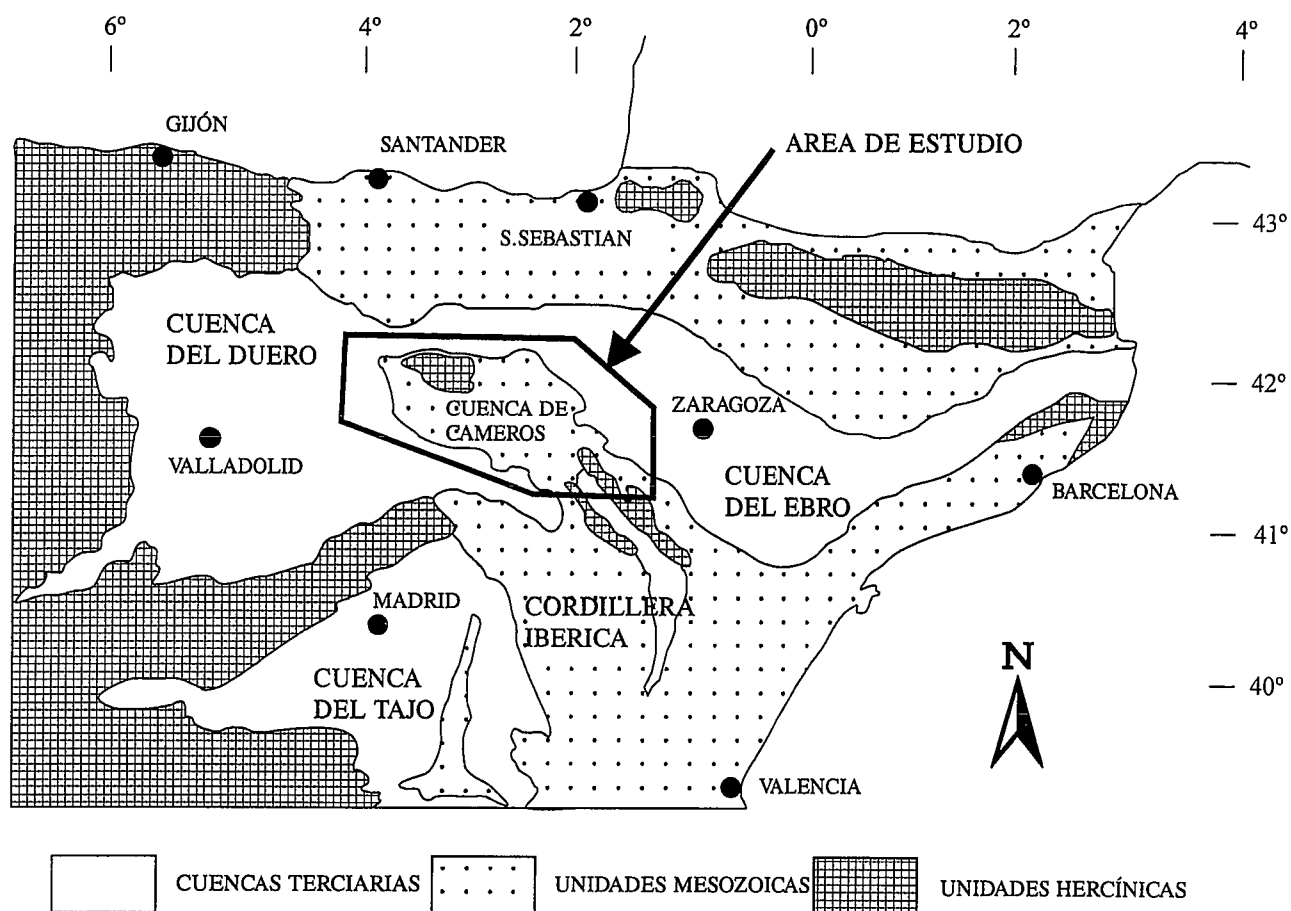 6º 4º 2º 0º 2º 4º
GIJÓN
SANTANDER
AREA DE ESTUDIO
S.SEBASTIAN
43º
CUENCA
DEL DUERO
42º
CUENCA DE
CAMEROS
ZARAGOZA
VALLADOLID
CUENCA
DEL EBRO
BARCELONA
41º
MADRID
CORDILLERA
IBERICA
N
CUENCA
DEL TAJO
40º
VALENCIA
CUENCAS TERCIARIAS
UNIDADES MESOZOICAS
UNIDADES HERCÍNICAS